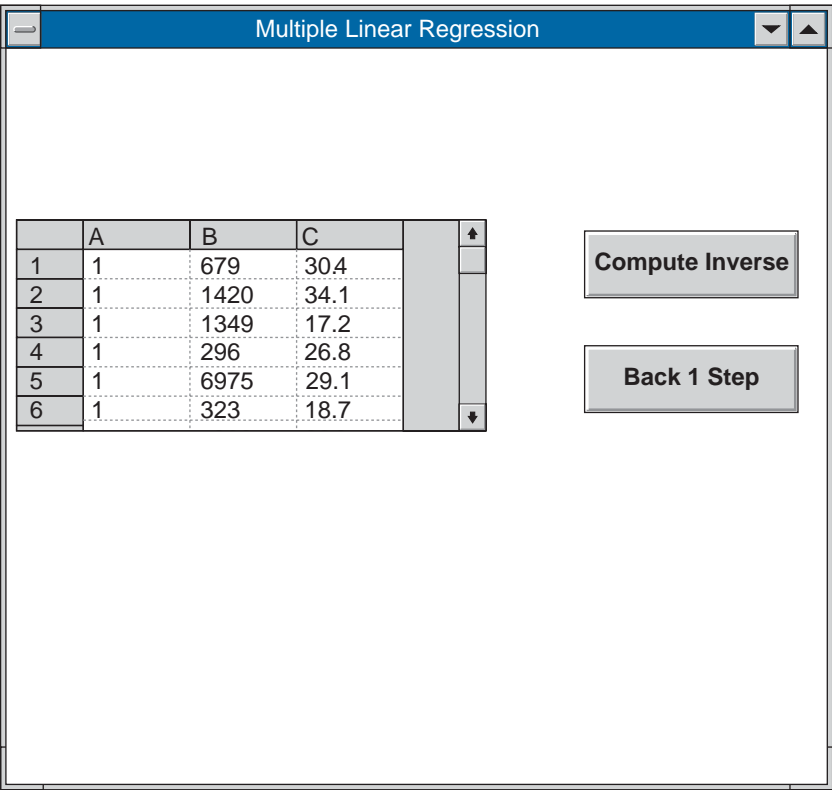 Multiple Linear Regression
A B C
1 1 679 30.4
2 1 1420 34.1
3 1 1349 17.2
4 1 296 26.8
5 1 6975 29.1
6 1 323 18.7
Compute Inverse
Back 1 Step